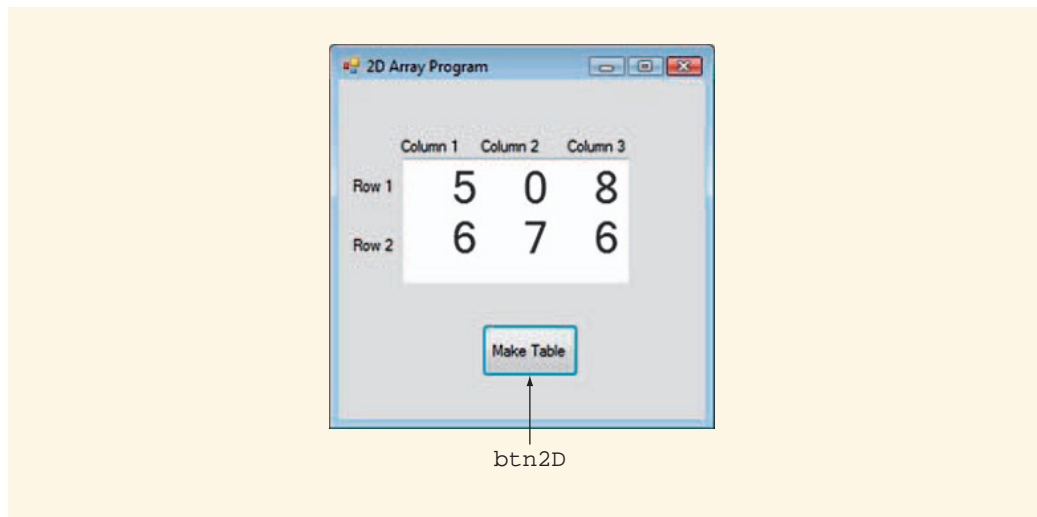 2D Array Program
Column 1 Column 2 Column 3
Row 1 5 0 8
Row 2 6 7 6
Make Table
btn2D